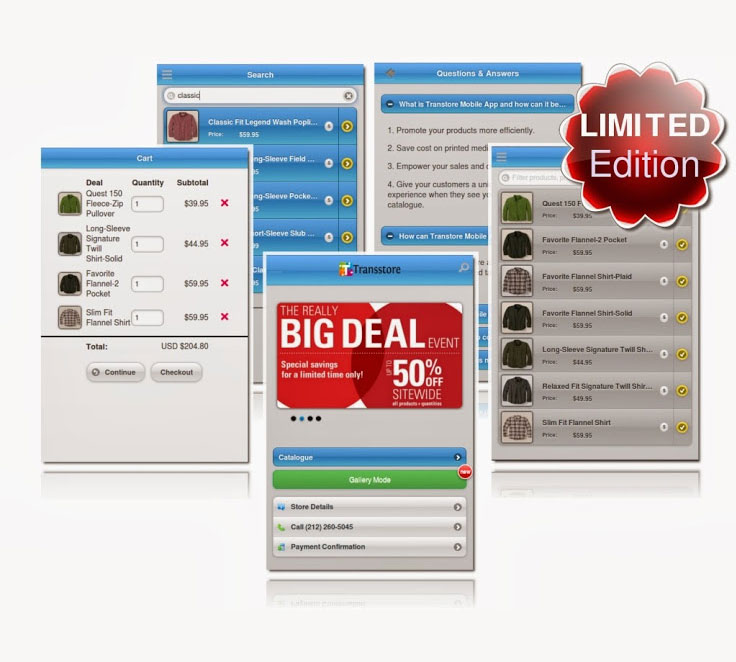 Search
classic
Classic Fit Legend Wash Popli...
Price: $59.95
ong-Sleeve Field ...
ong-Sleeve Pocke...
ort-Sleeve Slub ...
Questions & Answers
What is Transtore Mobile App and how can it be...
1. Promote your products more efficiently.
2. Save cost on printed medi
3. Empower your sales and
4. Give your customers a uni
experience when they see yo
catalogue.
How can Transtore Mobile
LIMITED
Edition
Cart
Deal Quantity Subtotal
Quest 150
Fleece-Zip
Pullover
1 $39.95
Long-Sleeve
Signature
Twill
Shirt-Solid
1 $44.95
Favorite
Flannel-2
Pocket
1 $59.95
Slim Fit
Flannel Shirt
1 $59.95
Total: USD $204.80
Continue Checkout
Transstore
THE REALLY
BIG DEAL EVENT
Special savings
for a limited time only!
UP TO
50% OFF
SITEWIDE
all products • quantities
Catalogue
new
Gallery Mode
Store Details
Call (212) 260-5045
Payment Confirmation
Filter products, p
Quest 150 F
Price: $39.95
Favorite Flannel-2 Pocket
Price: $59.95
Favorite Flannel Shirt-Plaid
Price: $59.95
Favorite Flannel Shirt-Solid
Price: $59.95
Long-Sleeve Signature Twill Sh...
Price: $44.95
Relaxed Fit Signature Twill Shir...
Price: $49.95
Slim Fit Flannel Shirt
Price: $59.95